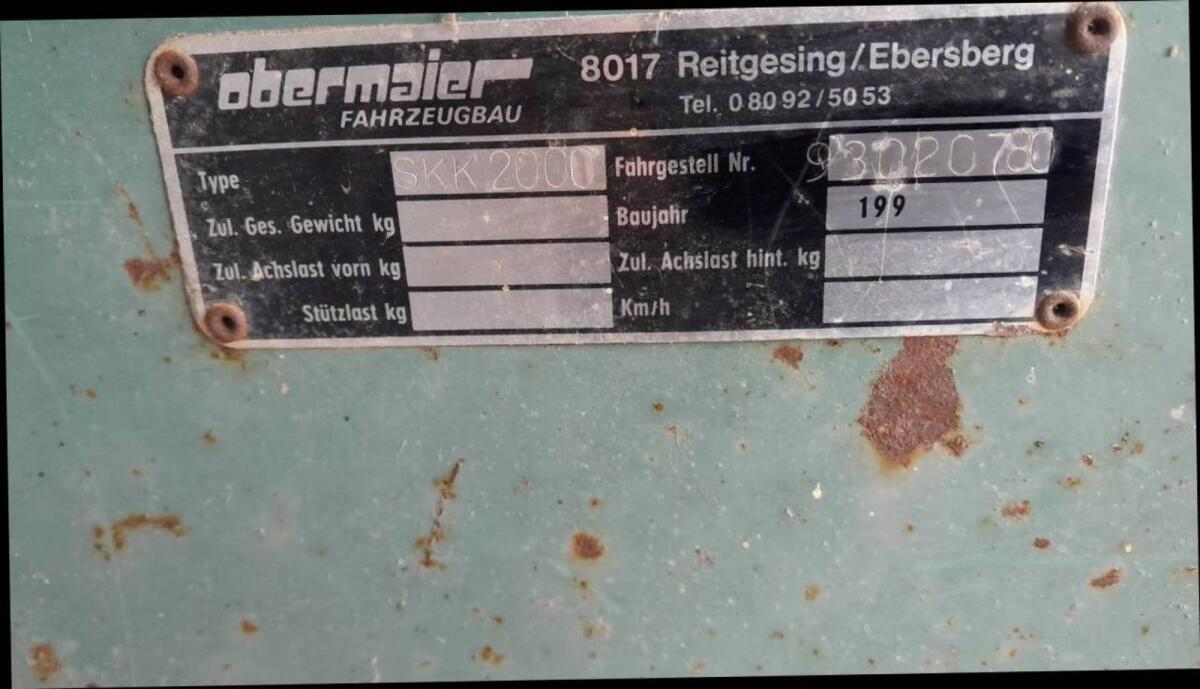 obermaier 8017 Reitgesing/Ebersberg
FAHRZEUGBAU Tel. 08092/5053
Type SKK 2000 Fahrgestell Nr. 93020780
Zul. Ges. Gewicht kg Baujahr 199
Zul. Achslast vorn kg Zul. Achslast hint. kg
Stützlast kg Km/h